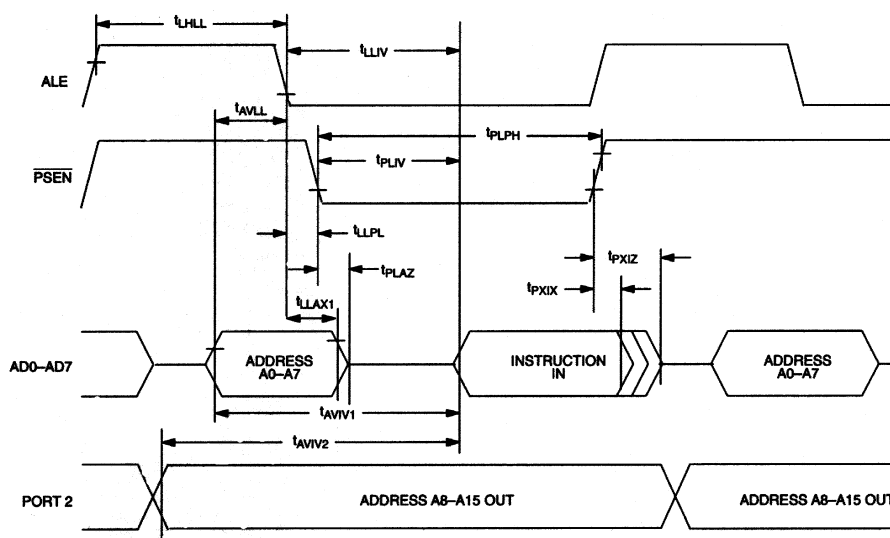 tLHLL
tLLIV
ALE
tAVLL
tPLPH
PSEN
tPLIV
tLLPL
tPXIZ
tPLAZ
tPXIX
tLLAX1
AD0–AD7
ADDRESS
A0–A7
INSTRUCTION
IN
ADDRESS
A0–A7
tAVIV1
tAVIV2
PORT 2
ADDRESS A8–A15 OUT
ADDRESS A8–A15 OUT